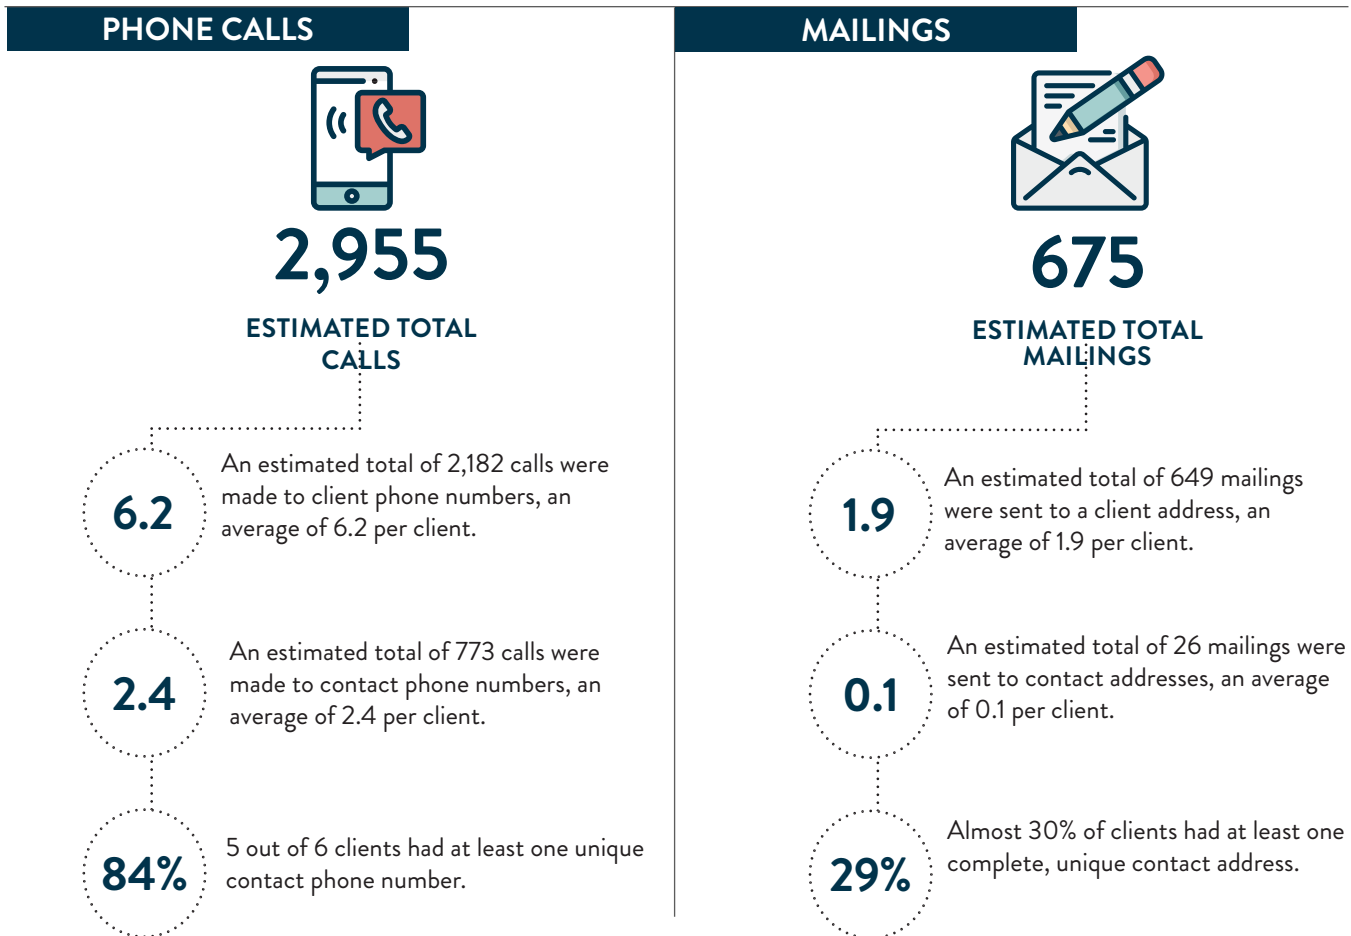 PHONE CALLS
2,955
ESTIMATED TOTAL
CALLS
6.2
An estimated total of 2,182 calls were
made to client phone numbers, an
average of 6.2 per client.
2.4
An estimated total of 773 calls were
made to contact phone numbers, an
average of 2.4 per client.
84%
5 out of 6 clients had at least one unique
contact phone number.
MAILINGS
675
ESTIMATED TOTAL
MAILINGS
1.9
An estimated total of 649 mailings
were sent to a client address, an
average of 1.9 per client.
0.1
An estimated total of 26 mailings were
sent to contact addresses, an average
of 0.1 per client.
29%
Almost 30% of clients had at least one
complete, unique contact address.